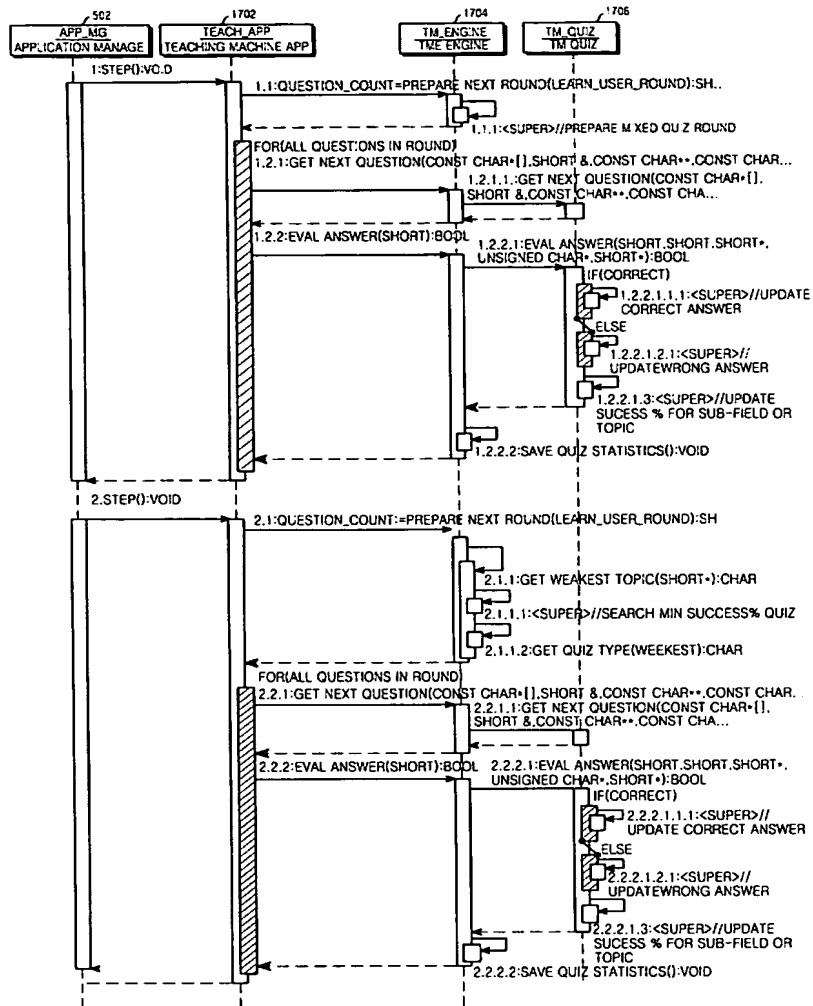 502
1702
1704
1706
APP_MG
APPLICATION MANAGE
TEACH_APP
TEACHING MACHINE APP
TM_ENGINE
TME ENGINE
TM_QUIZ
TM QUIZ
1:STEP():VOID
1.1:QUESTION_COUNT=PREPARE NEXT ROUND(LEARN_USER_ROUND):SH..
1.1.1:<SUPER>//PREPARE MIXED QUIZ ROUND
FOR(ALL QUESTIONS IN ROUND)
1.2.1:GET NEXT QUESTION(CONST CHAR*[],SHORT &,CONST CHAR**,CONST CHAR...
1.2.1.1.:GET NEXT QUESTION(CONST CHAR*[],
SHORT &,CONST CHAR**,CONST CHA...
1.2.2:EVAL ANSWER(SHORT):BOOL
1.2.2.1:EVAL ANSWER(SHORT,SHORT,SHORT*,
UNSIGNED CHAR*,SHORT*):BOOL
IF(CORRECT)
1.2.2.1.1.1:<SUPER>//UPDATE
CORRECT ANSWER
ELSE
1.2.2.1.2.1:<SUPER>//
UPDATEWRONG ANSWER
1.2.2.1.3:<SUPER>//UPDATE
SUCESS % FOR SUB-FIELD OR
TOPIC
1.2.2.2:SAVE QUIZ STATISTICS():VOID
2.STEP():VOID
2.1:QUESTION_COUNT:=PREPARE NEXT ROUND(LEARN_USER_ROUND):SH
2.1.1:GET WEAKEST TOPIC(SHORT*):CHAR
2.1.1.1:<SUPER>//SEARCH MIN SUCCESS% QUIZ
2.1.1.2:GET QUIZ TYPE(WEEKEST):CHAR
FOR(ALL QUESTIONS IN ROUND)
2.2.1:GET NEXT QUESTION(CONST CHAR*[],SHORT &,CONST CHAR**,CONST CHAR..
2.2.1.1:GET NEXT QUESTION(CONST CHAR*[],
SHORT &,CONST CHAR**,CONST CHA...
2.2.2:EVAL ANSWER(SHORT):BOOL
2.2.2.1:EVAL ANSWER(SHORT,SHORT,SHORT*,
UNSIGNED CHAR*,SHORT*):BOOL
IF(CORRECT)
2.2.2.1.1.1:<SUPER>//
UPDATE CORRECT ANSWER
ELSE
2.2.2.1.2.1:<SUPER>//
UPDATEWRONG ANSWER
2.2.2.1.3:<SUPER>//UPDATE
SUCESS % FOR SUB-FIELD OR
TOPIC
2.2.2.2:SAVE QUIZ STATISTICS():VOID